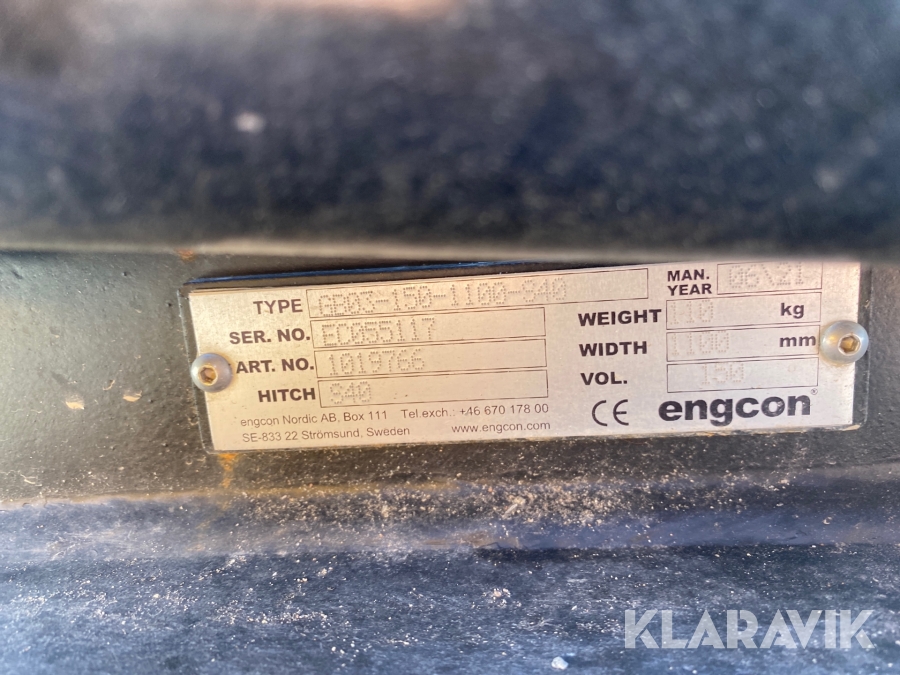 TYPE GB03-150-1100-S40
MAN. YEAR 06\21
SER. NO. EC055117
WEIGHT 110 kg
ART. NO. 1019766
WIDTH 1100 mm
HITCH S40
VOL. 150
engcon Nordic AB, Box 111 Tel.exch.: +46 670 178 00
SE-833 22 Strömsund, Sweden www.engcon.com
CE engcon®
KLARAVIK